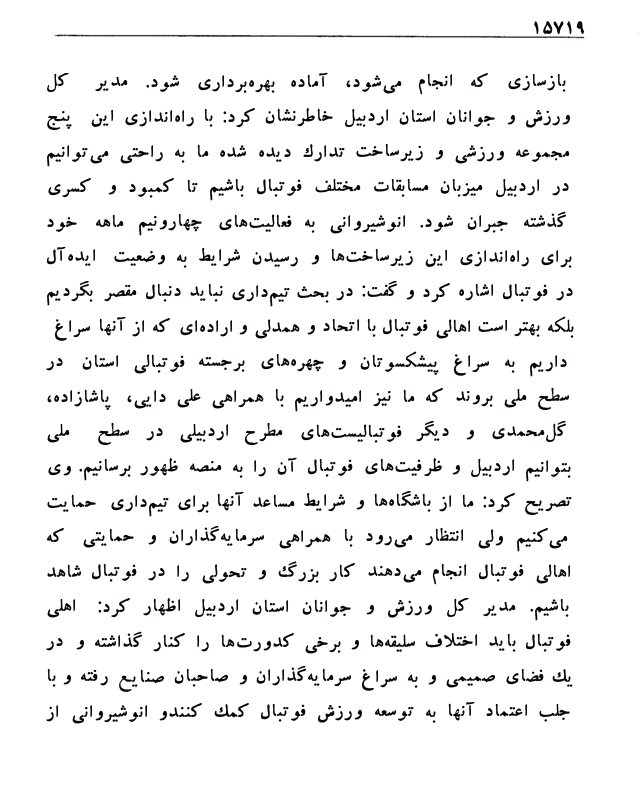 ۱۵۷۱۹
بازسازی که انجام می‌شود، آماده بهره‌برداری شود. مدیر کل
ورزش و جوانان استان اردبیل خاطرنشان کرد: با راه‌اندازی این پنج
مجموعه ورزشی و زیرساخت تدارك دیده شده ما به راحتی می‌توانیم
در اردبیل میزبان مسابقات مختلف فوتبال باشیم تا کمبود و کسری
گذشته جبران شود. انوشیروانی به فعالیت‌های چهارونیم ماهه خود
برای راه‌اندازی این زیرساخت‌ها و رسیدن شرایط به وضعیت ایده‌آل
در فوتبال اشاره کرد و گفت: در بحث تیم‌داری نباید دنبال مقصر بگردیم
بلکه بهتر است اهالی فوتبال با اتحاد و همدلی و اراده‌ای که از آنها سراغ
داریم به سراغ پیشکسوتان و چهره‌های برجسته فوتبالی استان در
سطح ملی بروند که ما نیز امیدواریم با همراهی علی دایی، پاشازاده،
گل‌محمدی و دیگر فوتبالیست‌های مطرح اردبیلی در سطح ملی
بتوانیم اردبیل و ظرفیت‌های فوتبال آن را به منصه ظهور برسانیم. وی
تصریح کرد: ما از باشگاه‌ها و شرایط مساعد آنها برای تیم‌داری حمایت
می‌کنیم ولی انتظار می‌رود با همراهی سرمایه‌گذاران و حمایتی که
اهالی فوتبال انجام می‌دهند کار بزرگ و تحولی را در فوتبال شاهد
باشیم. مدیر کل ورزش و جوانان استان اردبیل اظهار کرد: اهلی
فوتبال باید اختلاف سلیقه‌ها و برخی کدورت‌ها را کنار گذاشته و در
یك فضای صمیمی و به سراغ سرمایه‌گذاران و صاحبان صنایع رفته و با
جلب اعتماد آنها به توسعه ورزش فوتبال کمك کنندو انوشیروانی از